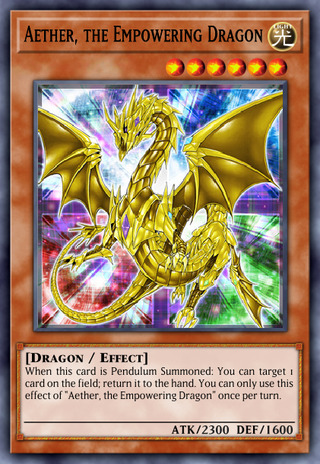 Aether, the Empowering Dragon
LIGHT
光
[Dragon / Effect]
When this card is Pendulum Summoned: You can target 1
card on the field; return it to the hand. You can only use this
effect of "Aether, the Empowering Dragon" once per turn.
ATK/2300 DEF/1600